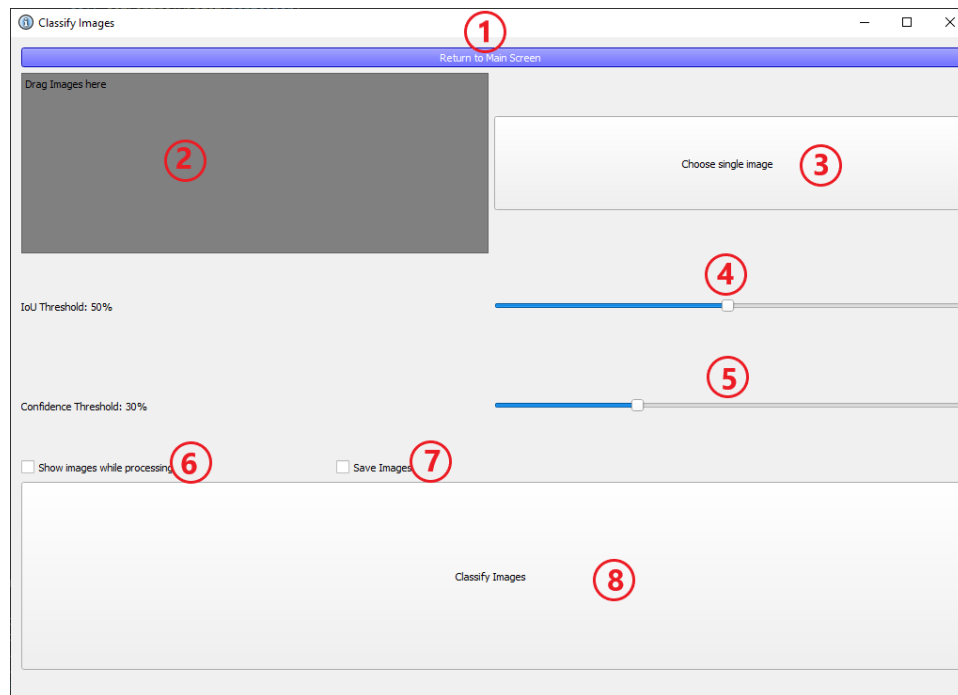 Classify Images
1
Return to Main Screen
Drag Images here
2
Choose single image
3
4
IoU Threshold: 50%
5
Confidence Threshold: 30%
Show images while processing
6
Save Images
7
Classify Images
8